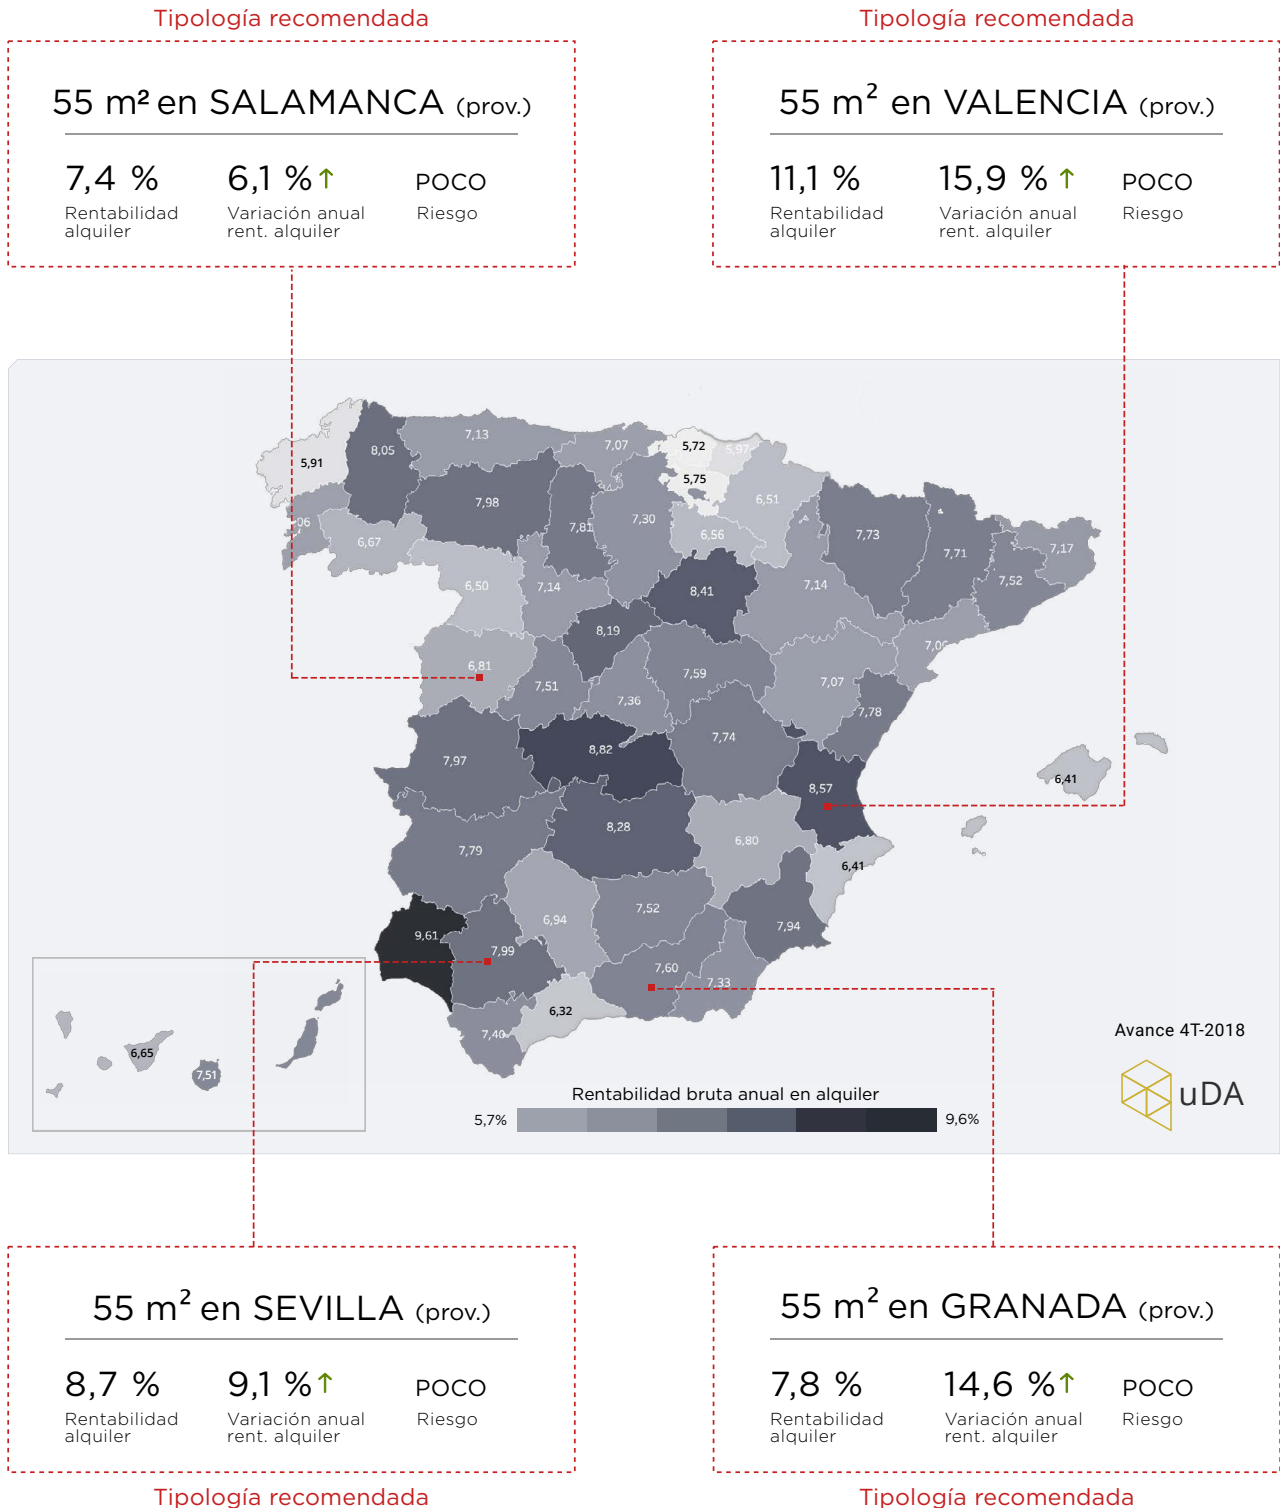 Tipología recomendada
Tipología recomendada
55 m² en SALAMANCA (prov.)
7,4 %
6,1 % ↑
POCO
Rentabilidad
alquiler
Variación anual
rent. alquiler
Riesgo
55 m² en VALENCIA (prov.)
11,1 %
15,9 % ↑
POCO
Rentabilidad
alquiler
Variación anual
rent. alquiler
Riesgo
5,91
8,05
7,13
7,07
5,72
5,97
5,75
6,51
06
6,67
7,98
7,81
7,30
6,56
7,73
7,71
7,17
7,52
6,50
7,14
8,41
7,14
8,19
7,06
6,81
7,51
7,36
7,59
7,07
7,78
7,97
8,82
7,74
8,57
6,41
7,79
8,28
6,80
6,41
9,61
7,99
6,94
7,52
7,94
7,60
7,33
6,32
7,40
6,65
7,51
Avance 4T-2018
uDA
Rentabilidad bruta anual en alquiler
5,7%
9,6%
55 m² en SEVILLA (prov.)
8,7 %
9,1 % ↑
POCO
Rentabilidad
alquiler
Variación anual
rent. alquiler
Riesgo
55 m² en GRANADA (prov.)
7,8 %
14,6 % ↑
POCO
Rentabilidad
alquiler
Variación anual
rent. alquiler
Riesgo
Tipología recomendada
Tipología recomendada